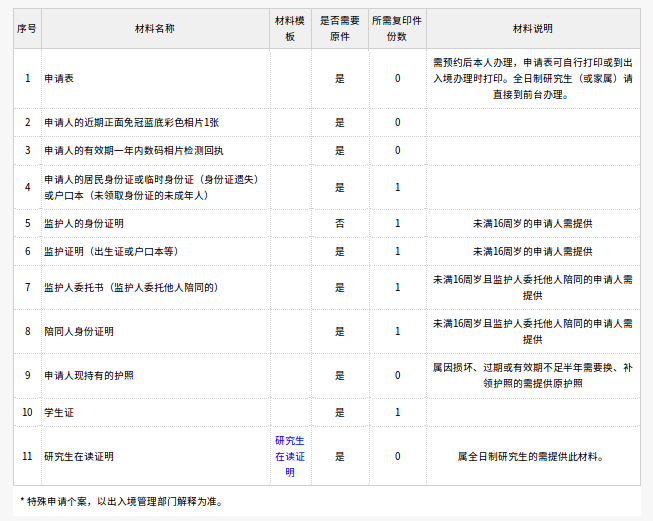 序号 材料名称 材料模板 是否需要原件 所需复印件份数 材料说明
1 申请表 是 0 需预约后本人办理，申请表可自行打印或到出入境办理时打印。全日制研究生（或家属）请直接到前台办理。
2 申请人的近期正面免冠蓝底彩色相片1张 是 0
3 申请人的有效期一年内数码相片检测回执 是 0
4 申请人的居民身份证或临时身份证（身份证遗失）或户口本（未领取身份证的未成年人） 是 1
5 监护人的身份证明 否 1 未满16周岁的申请人需提供
6 监护证明（出生证或户口本等） 是 1 未满16周岁的申请人需提供
7 监护人委托书（监护人委托他人陪同的） 是 1 未满16周岁且监护人委托他人陪同的申请人需提供
8 陪同人身份证明 是 1 未满16周岁且监护人委托他人陪同的申请人需提供
9 申请人现持有的护照 是 0 属因损坏、过期或有效期不足半年需要换、补领护照的需提供原护照
10 学生证 是 1
11 研究生在读证明 研究生在读证明 是 0 属全日制研究生的需提供此材料。
* 特殊申请个案，以出入境管理部门解释为准。